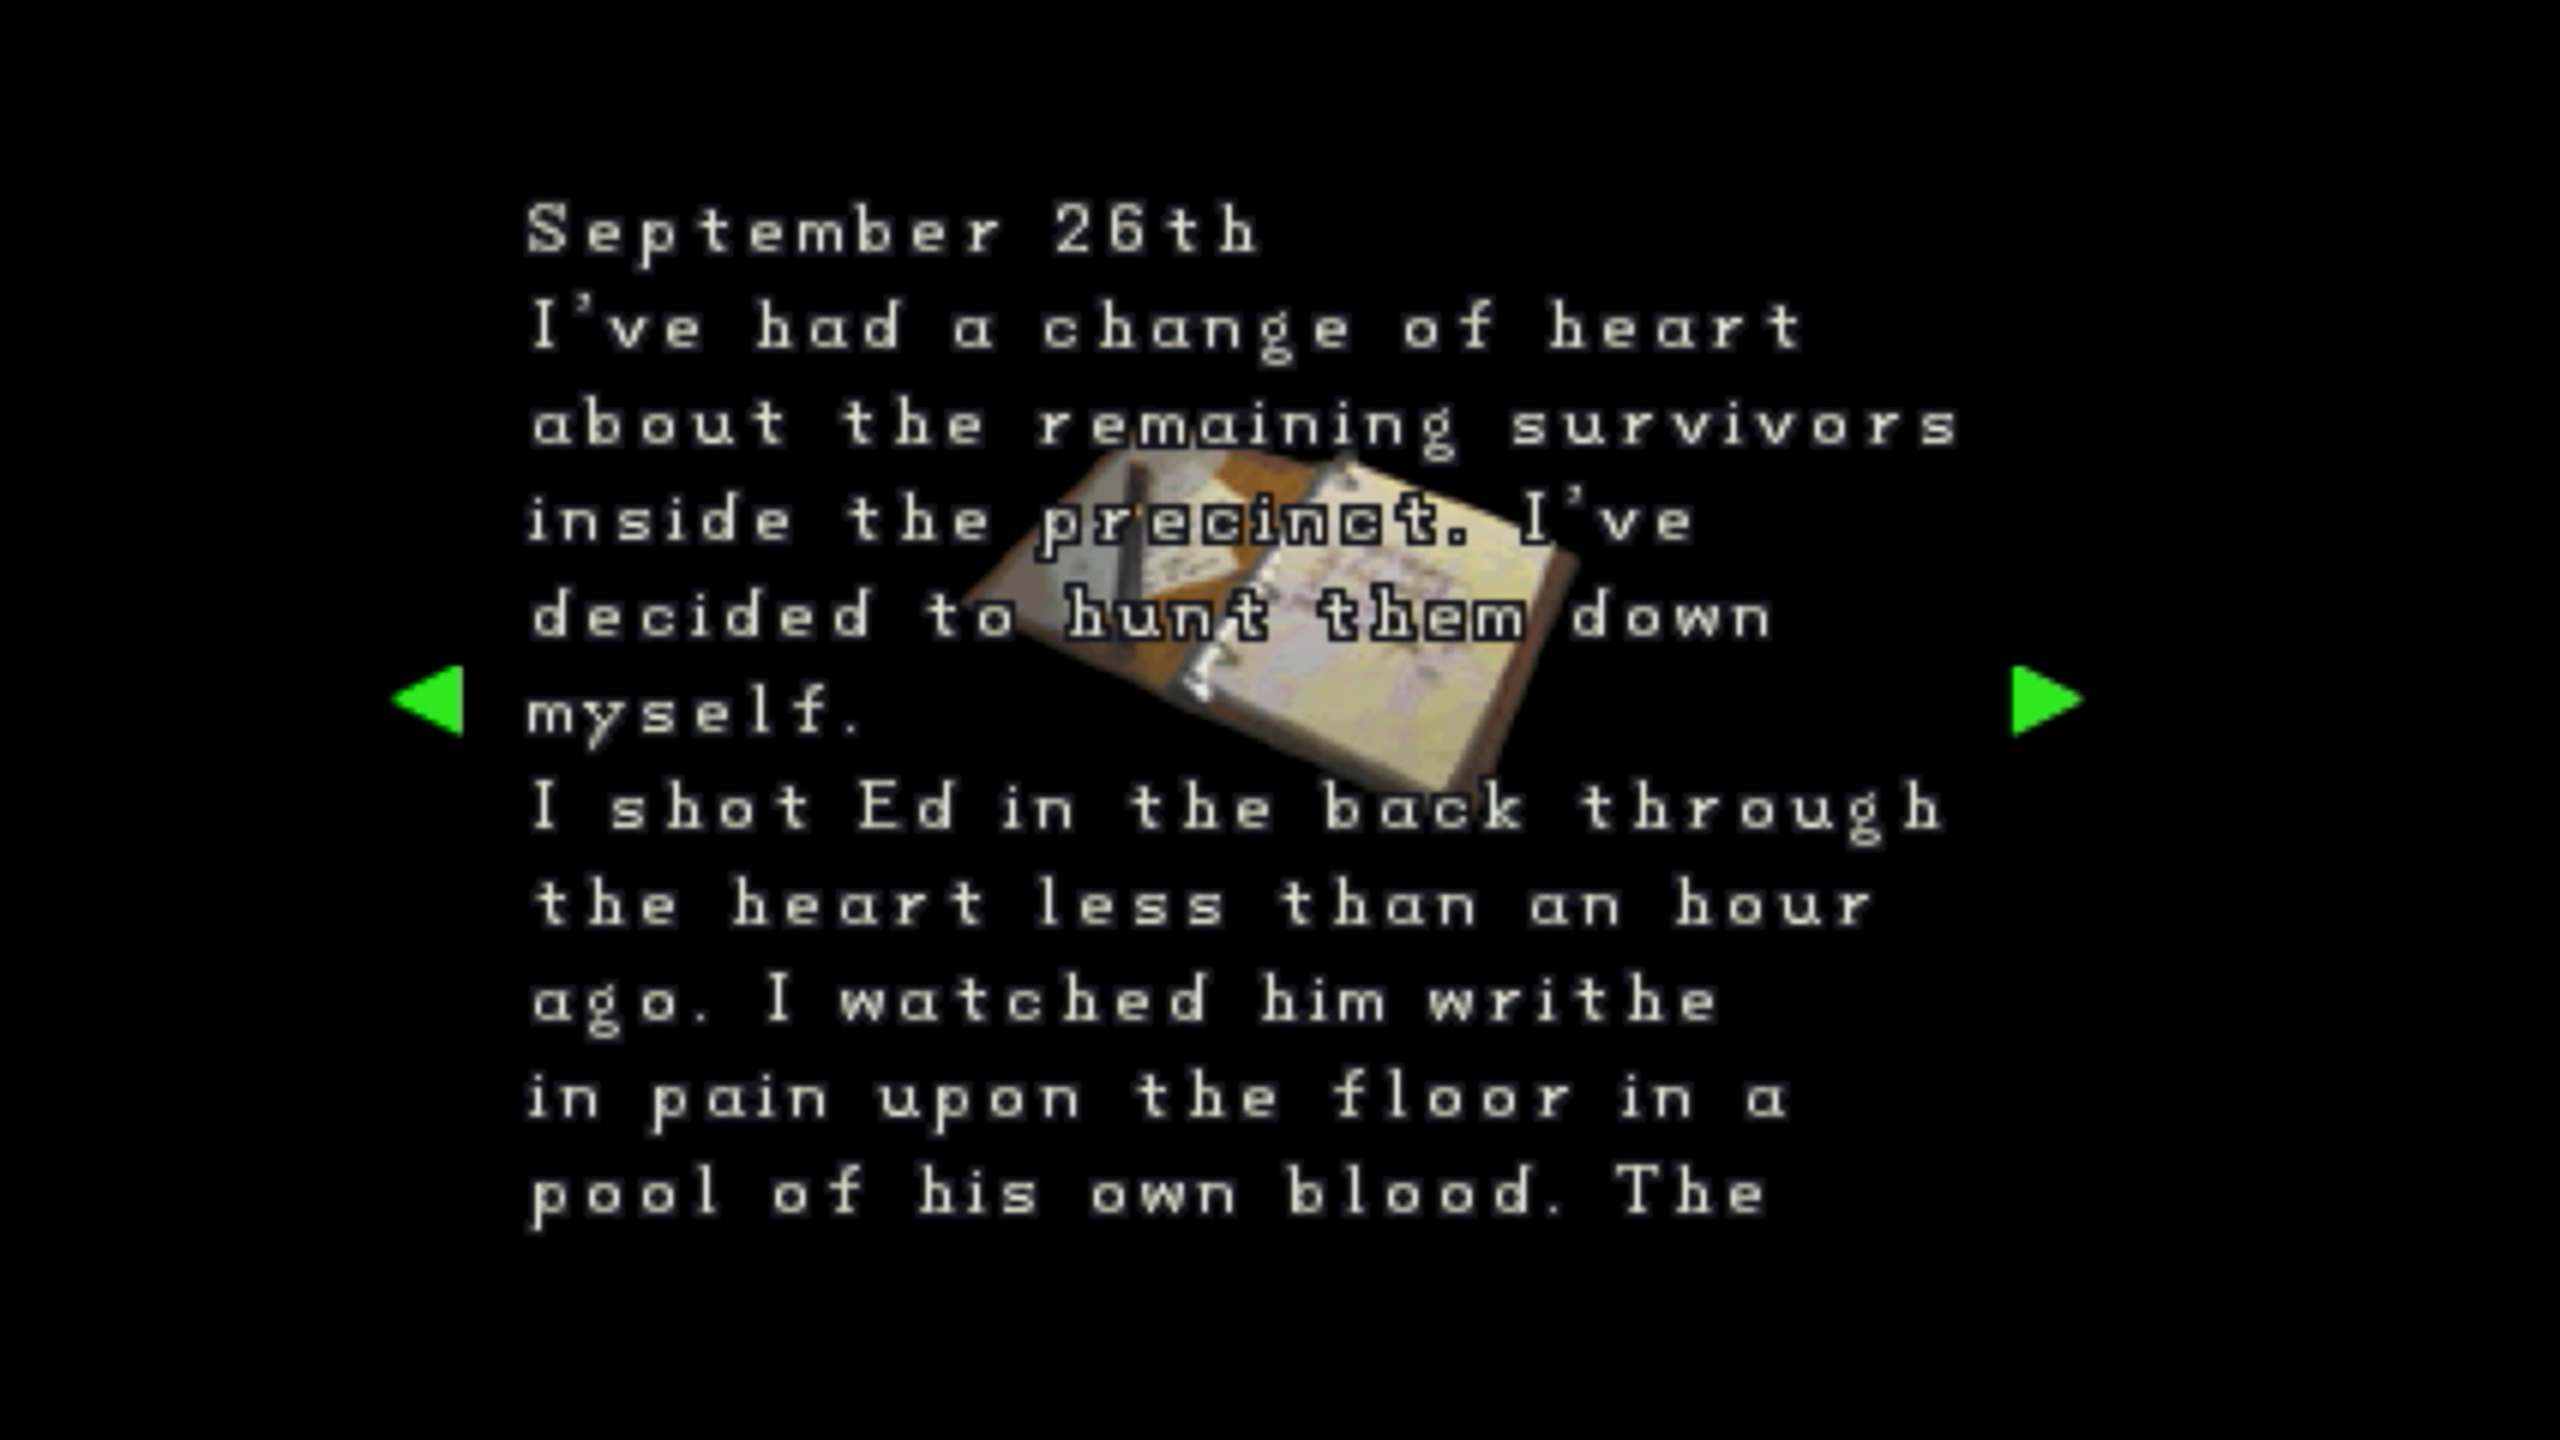 September 26th
I've had a change of heart
about the remaining survivors
inside the precinct. I've
decided to hunt them down
myself.
I shot Ed in the back through
the heart less than an hour
ago. I watched him writhe
in pain upon the floor in a
pool of his own blood. The